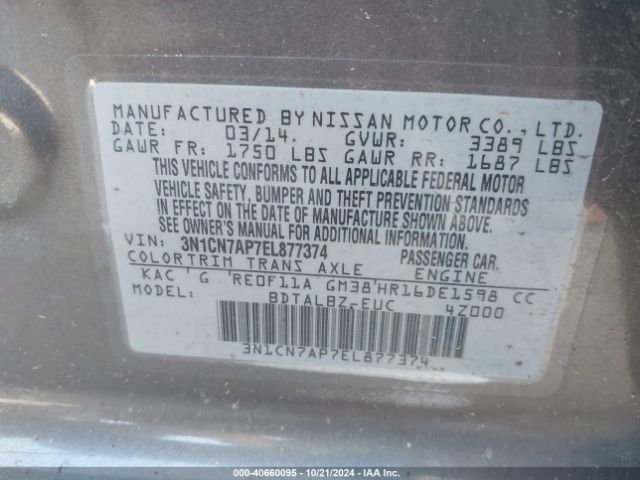 MANUFACTURED BY NISSAN MOTOR CO., LTD.
DATE: 03/14. GVWR: 3389 LBS
GAWR FR: 1750 LBS GAWR RR: 1687 LBS
THIS VEHICLE CONFORMS TO ALL APPLICABLE FEDERAL MOTOR
VEHICLE SAFETY, BUMPER AND THEFT PREVENTION STANDARDS
IN EFFECT ON THE DATE OF MANUFACTURE SHOWN ABOVE.
SEE OWNER'S MANUAL FOR ADDITIONAL INFORMATION
VIN: 3N1CN7AP7EL877374 PASSENGER CAR.
COLOR TRIM TRANS AXLE ENGINE
KAC ' G 'RE0F11A GM38'HR16DE1598 CC
MODEL: BDTALBZ-EUC 4Z000
3N1CN7AP7EL877374
000-40660095 - 10/21/2024 - IAA Inc.